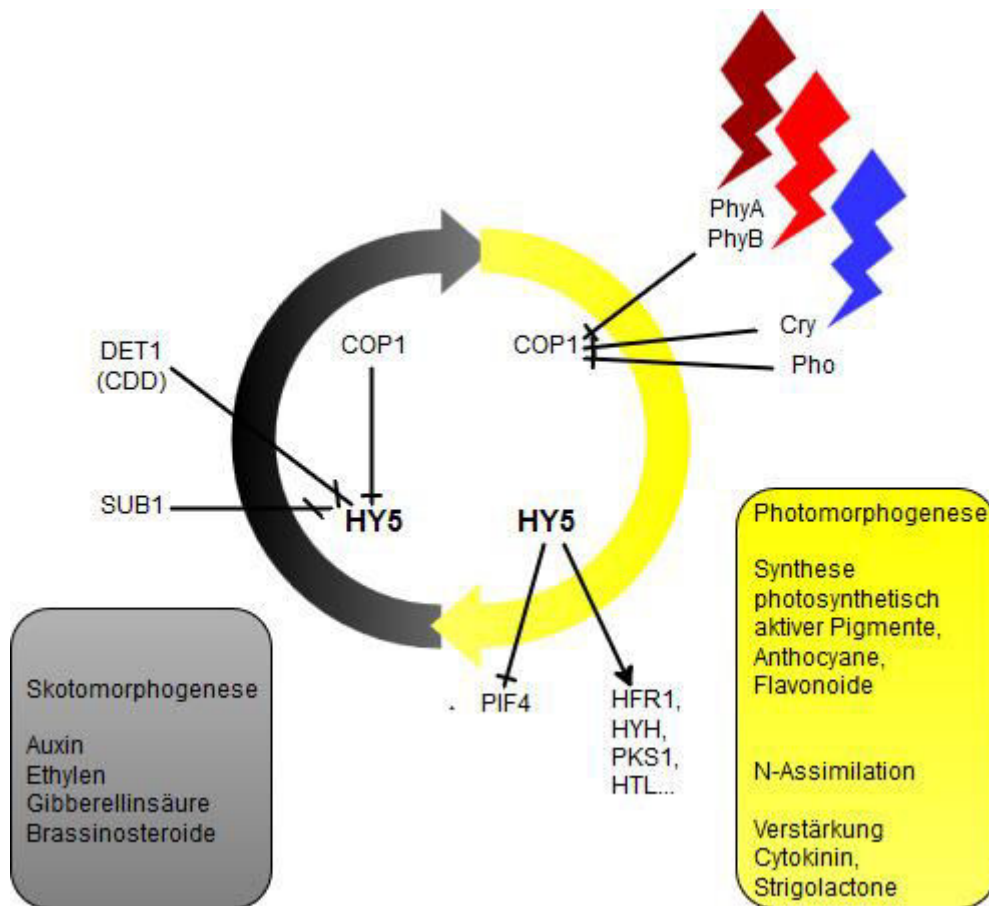 PhyA
PhyB
Cry
Pho
DET1
(CDD)
COP1
COP1
SUB1
HY5
HY5
PIF4
HFR1,
HYH,
PKS1,
HTL...
Skotomorphogenese
Auxin
Ethylen
Gibberellinsäure
Brassinosteroide
Photomorphogenese
Synthese
photosynthetisch
aktiver Pigmente,
Anthocyane,
Flavonoide
N-Assimilation
Verstärkung
Cytokinin,
Strigolactone